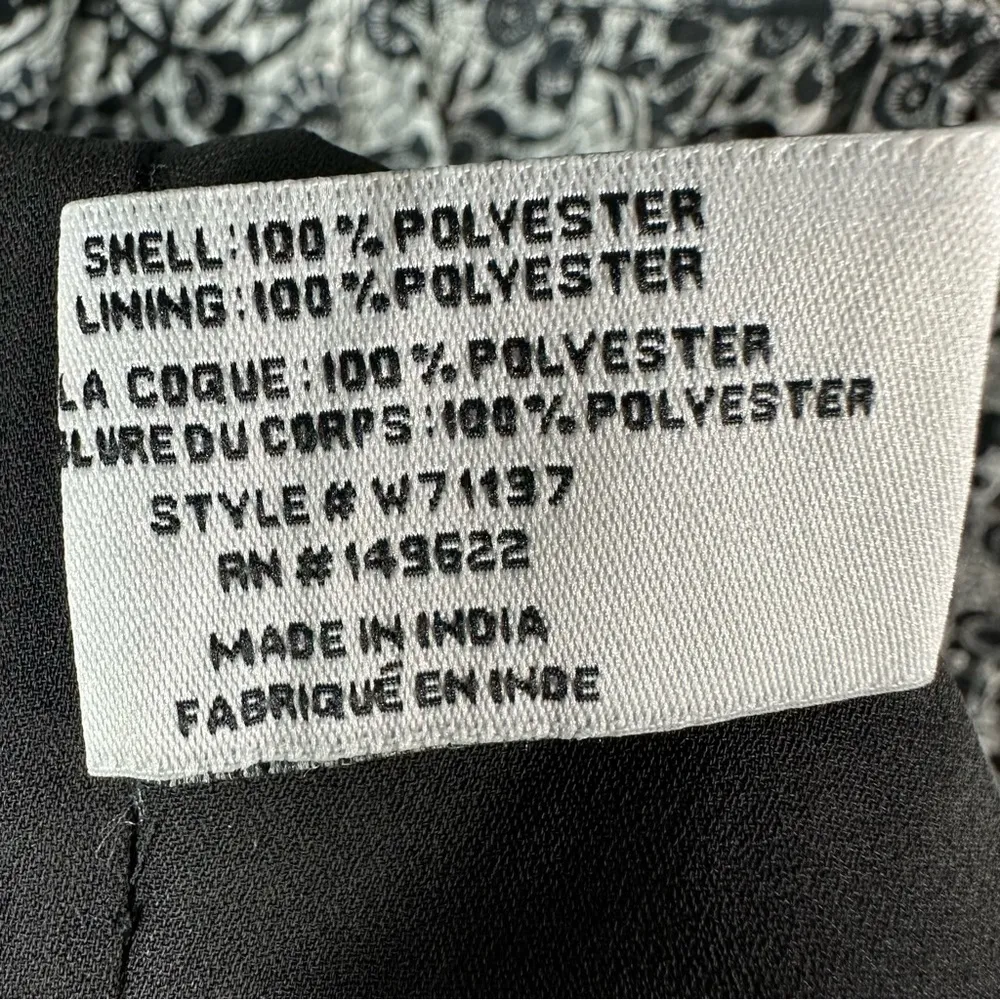 SHELL:100%POLYESTER
LINING:100%POLYESTER
LA COQUE:100%POLYESTER
DU CORPS:100%POLYESTER
STYLE# W71197
RN #149622
MADE IN INDIA
FABRIQUÉ EN INDE